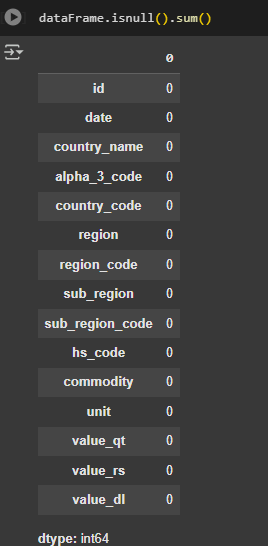 dataFrame.isnull().sum()
0
id 0
date 0
country_name 0
alpha_3_code 0
country_code 0
region 0
region_code 0
sub_region 0
sub_region_code 0
hs_code 0
commodity 0
unit 0
value_qt 0
value_rs 0
value_dl 0
dtype: int64